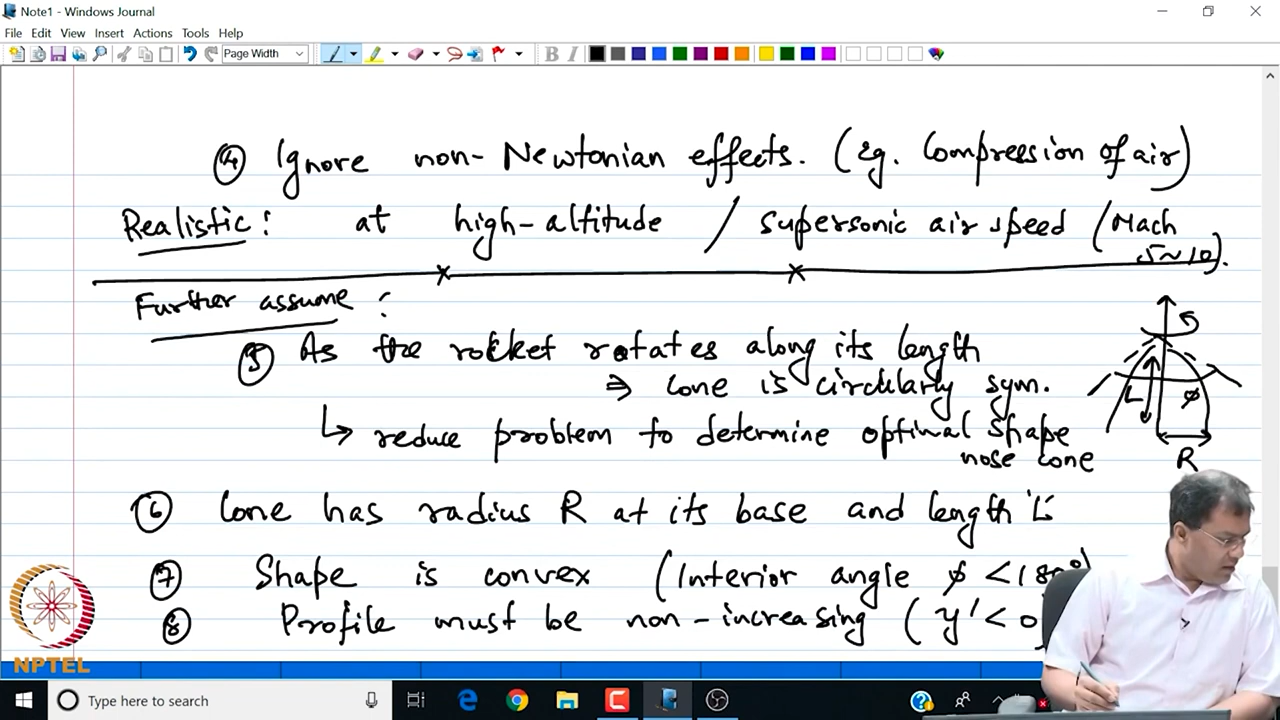 Note1 - Windows Journal
File Edit View Insert Actions Tools Help
Page Width
B I
④ Ignore non-Newtonian effects. (eg. Compression of air)
Realistic: at high-altitude / supersonic air speed (Mach 5~10).
Further assume:
⑤ As the rocket rotates along its length
⇒ Cone is circularly sym.
↳ reduce problem to determine optimal shape
nose cone
L
φ
R
⑥ Cone has radius R at its base and length 'L'
⑦ Shape is convex (Interior angle φ < 180°)
⑧ Profile must be non-increasing (y' < 0
NPTEL
Type here to search